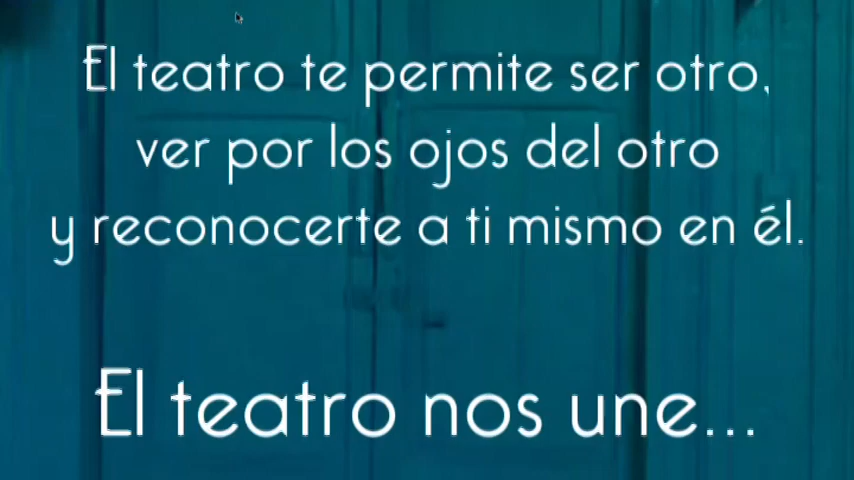 El teatro te permite ser otro,
ver por los ojos del otro
y reconocerte a ti mismo en él.
El teatro nos une...